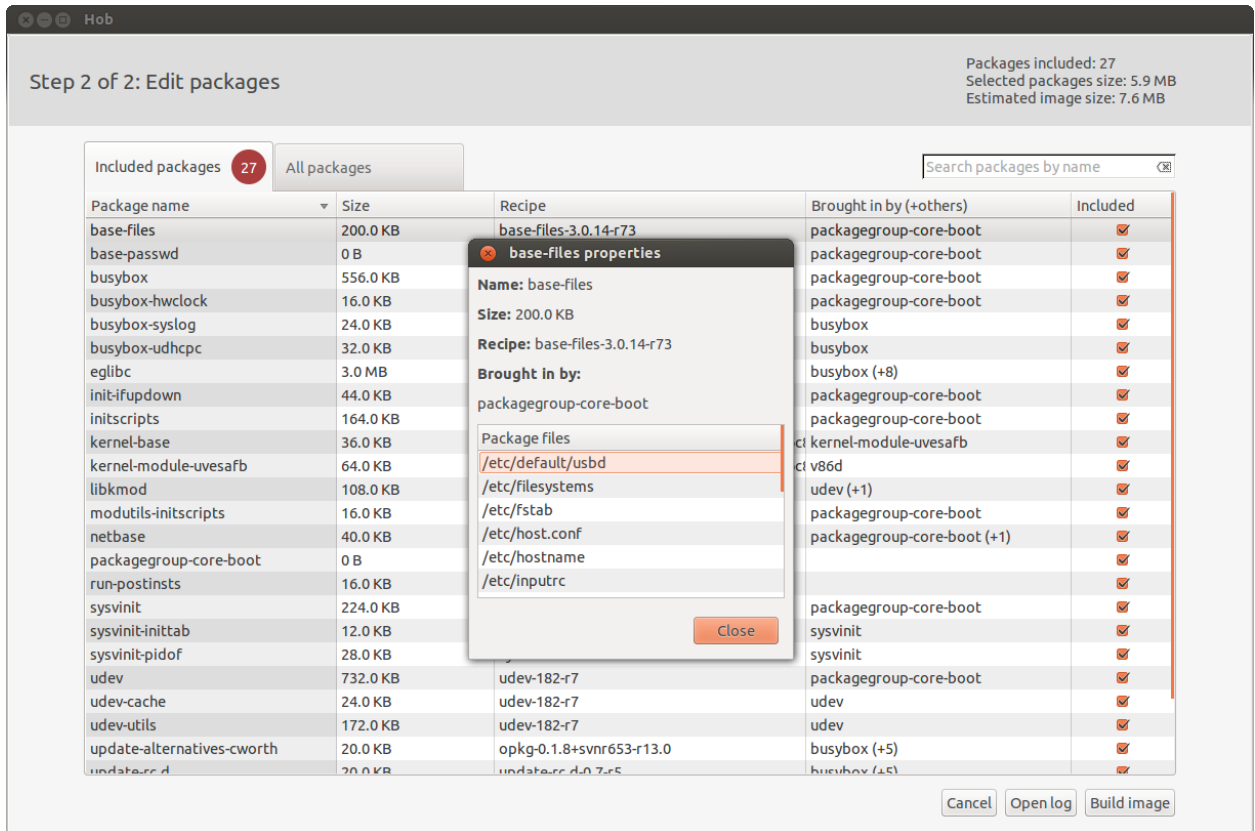 Hob
Step 2 of 2: Edit packages
Packages included: 27
Selected packages size: 5.9 MB
Estimated image size: 7.6 MB
Included packages 27 All packages
Search packages by name
Package name Size Recipe Brought in by (+others) Included
base-files 200.0 KB base-files-3.0.14-r73 packagegroup-core-boot
base-passwd 0 B packagegroup-core-boot
busybox 556.0 KB packagegroup-core-boot
busybox-hwclock 16.0 KB packagegroup-core-boot
busybox-syslog 24.0 KB busybox
busybox-udhcpc 32.0 KB busybox
eglibc 3.0 MB busybox (+8)
init-ifupdown 44.0 KB packagegroup-core-boot
initscripts 164.0 KB packagegroup-core-boot
kernel-base 36.0 KB kernel-module-uvesafb
kernel-module-uvesafb 64.0 KB v86d
libkmod 108.0 KB udev (+1)
modutils-initscripts 16.0 KB packagegroup-core-boot
netbase 40.0 KB packagegroup-core-boot (+1)
packagegroup-core-boot 0 B
run-postinsts 16.0 KB
sysvinit 224.0 KB packagegroup-core-boot
sysvinit-inittab 12.0 KB sysvinit
sysvinit-pidof 28.0 KB sysvinit
udev 732.0 KB udev-182-r7 packagegroup-core-boot
udev-cache 24.0 KB udev-182-r7 udev
udev-utils 172.0 KB udev-182-r7 udev
update-alternatives-cworth 20.0 KB opkg-0.1.8+svnr653-r13.0 busybox (+5)
update-rc.d 20.0 KB update-rc.d-0.7-r5 busybox (+5)
base-files properties
Name: base-files
Size: 200.0 KB
Recipe: base-files-3.0.14-r73
Brought in by:
packagegroup-core-boot
Package files
/etc/default/usbd
/etc/filesystems
/etc/fstab
/etc/host.conf
/etc/hostname
/etc/inputrc
Close
Cancel Open log Build image